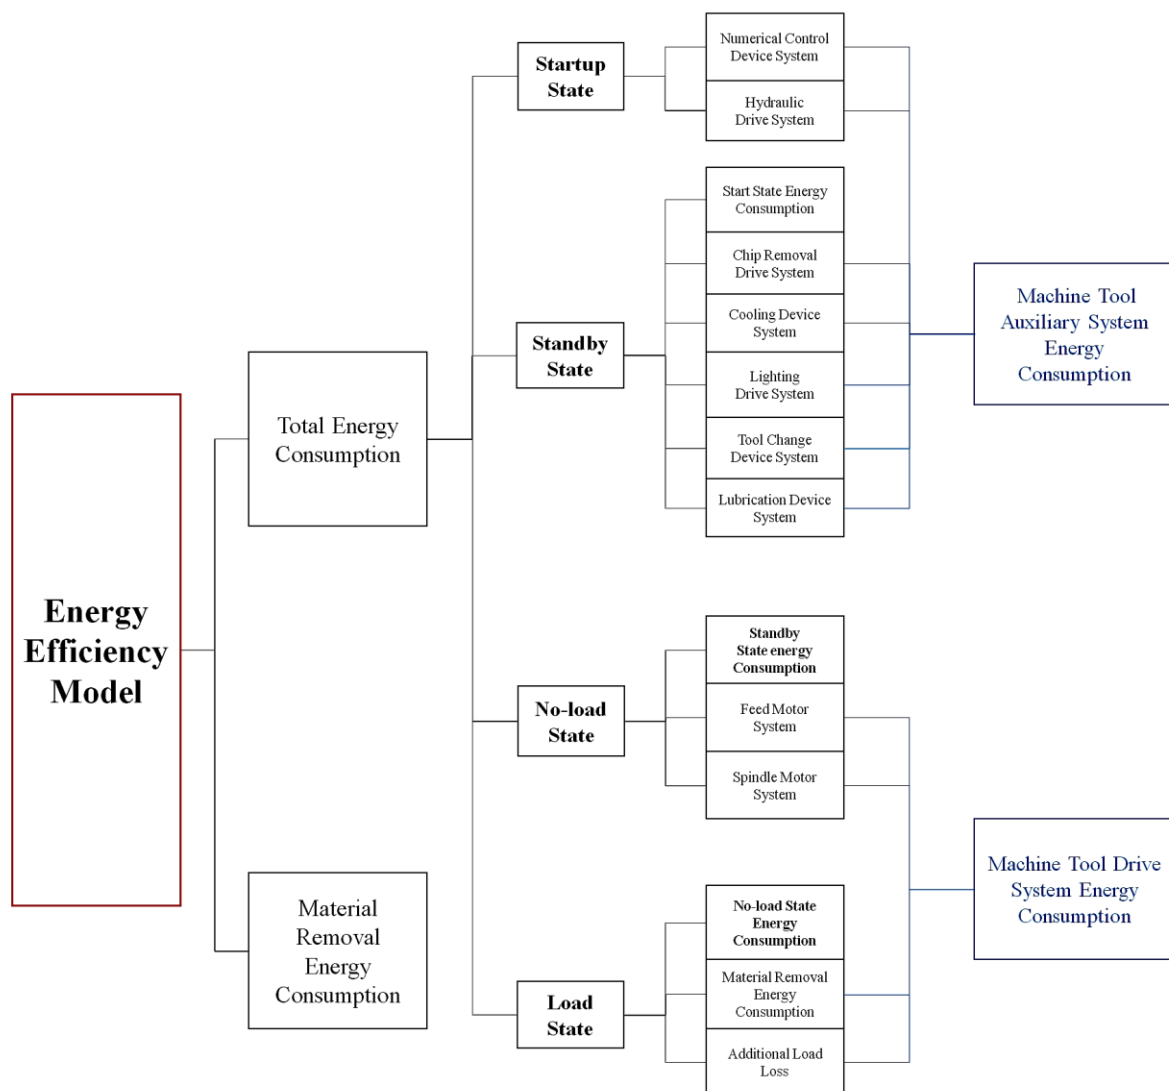 Energy
Efficiency
Model
Total Energy
Consumption
Material
Removal
Energy
Consumption
Startup
State
Standby
State
No-load
State
Load
State
Numerical Control
Device System
Hydraulic
Drive System
Start State Energy
Consumption
Chip Removal
Drive System
Cooling Device
System
Lighting
Drive System
Tool Change
Device System
Lubrication Device
System
Standby
State energy
Consumption
Feed Motor
System
Spindle Motor
System
No-load State
Energy
Consumption
Material Removal
Energy
Consumption
Additional Load
Loss
Machine Tool
Auxiliary System
Energy
Consumption
Machine Tool Drive
System Energy
Consumption